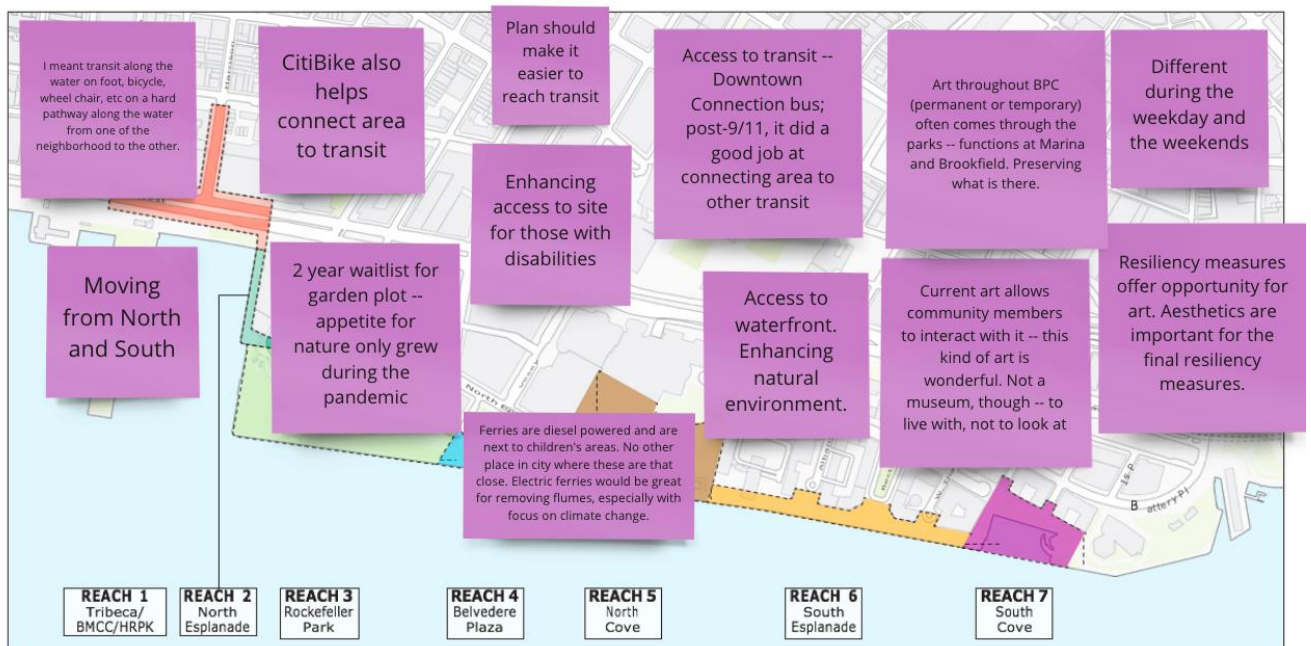 I meant transit along the
water on foot, bicycle,
wheel chair, etc on a hard
pathway along the water
from one of the
neighborhood to the other.
CitiBike also
helps
connect area
to transit
Plan should
make it
easier to
reach transit
Access to transit --
Downtown
Connection bus;
post-9/11, it did a
good job at
connecting area to
other transit
Art throughout BPC
(permanent or temporary)
often comes through the
parks -- functions at Marina
and Brookfield. Preserving
what is there.
Different
during the
weekday and
the weekends
Harrison
Enhancing
access to site
for those with
disabilities
Moving
from North
and South
2 year waitlist for
garden plot --
appetite for
nature only grew
during the
pandemic
Access to
waterfront.
Enhancing
natural
environment.
Current art allows
community members
to interact with it -- this
kind of art is
wonderful. Not a
museum, though -- to
live with, not to look at
Resiliency measures
offer opportunity for
art. Aesthetics are
important for the
final resiliency
measures.
Vesey
North E
Ferries are diesel powered and are
next to children's areas. No other
place in city where these are that
close. Electric ferries would be great
for removing flumes, especially with
focus on climate change.
Alban
W. T
1s P
Battery Pl
REACH 1
Tribeca/
BMCC/HRPK
REACH 2
North
Esplanade
REACH 3
Rockefeller
Park
REACH 4
Belvedere
Plaza
REACH 5
North
Cove
REACH 6
South
Esplanade
REACH 7
South
Cove